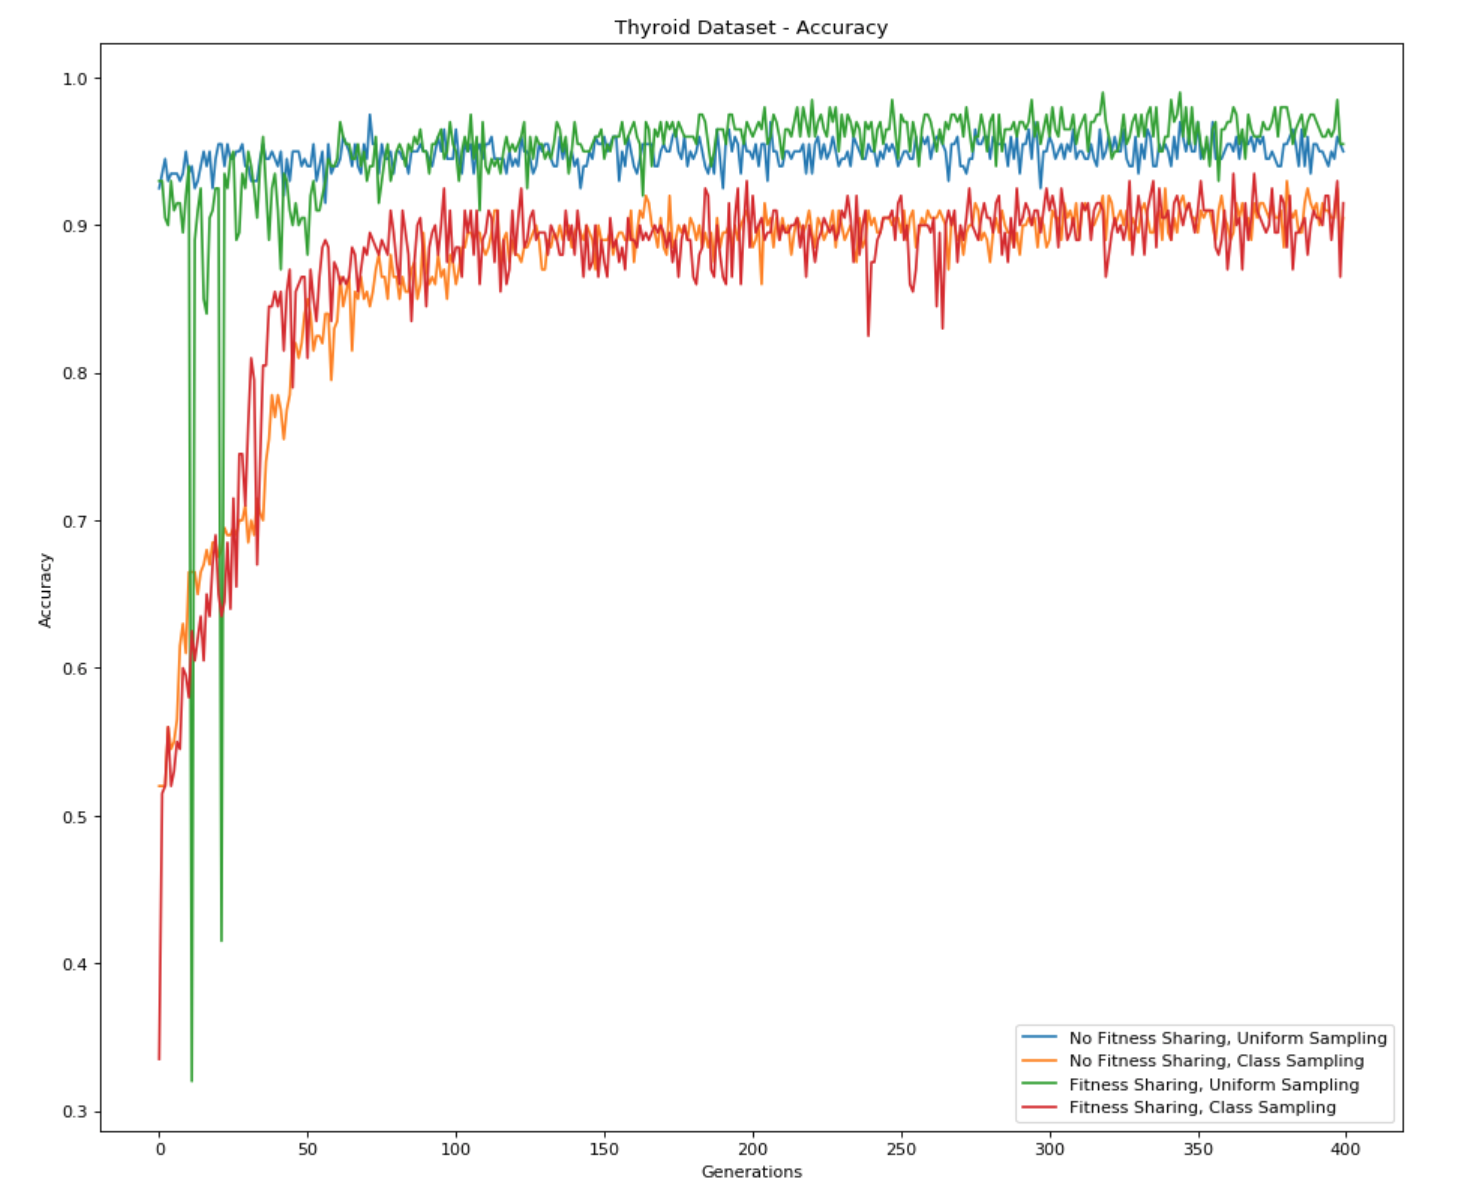 Thyroid Dataset - Accuracy
1.0
0.9
0.8
0.7
0.6
0.5
0.4
0.3
Accuracy
0 50 100 150 200 250 300 350 400
Generations
No Fitness Sharing, Uniform Sampling
No Fitness Sharing, Class Sampling
Fitness Sharing, Uniform Sampling
Fitness Sharing, Class Sampling